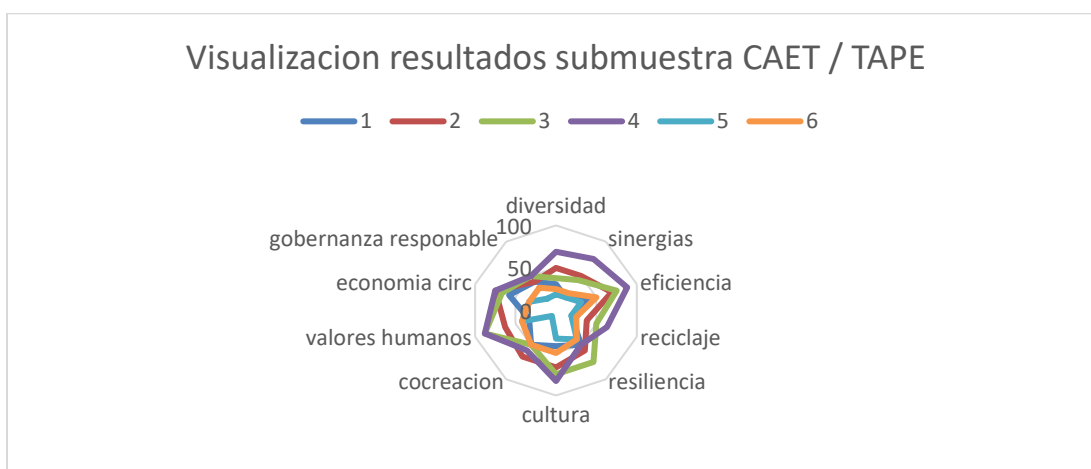 Visualizacion resultados submuestra CAET / TAPE
1 2 3 4 5 6
diversidad
100
gobernanza responable sinergias
50
economia circ eficiencia
0
valores humanos reciclaje
cocreacion resiliencia
cultura